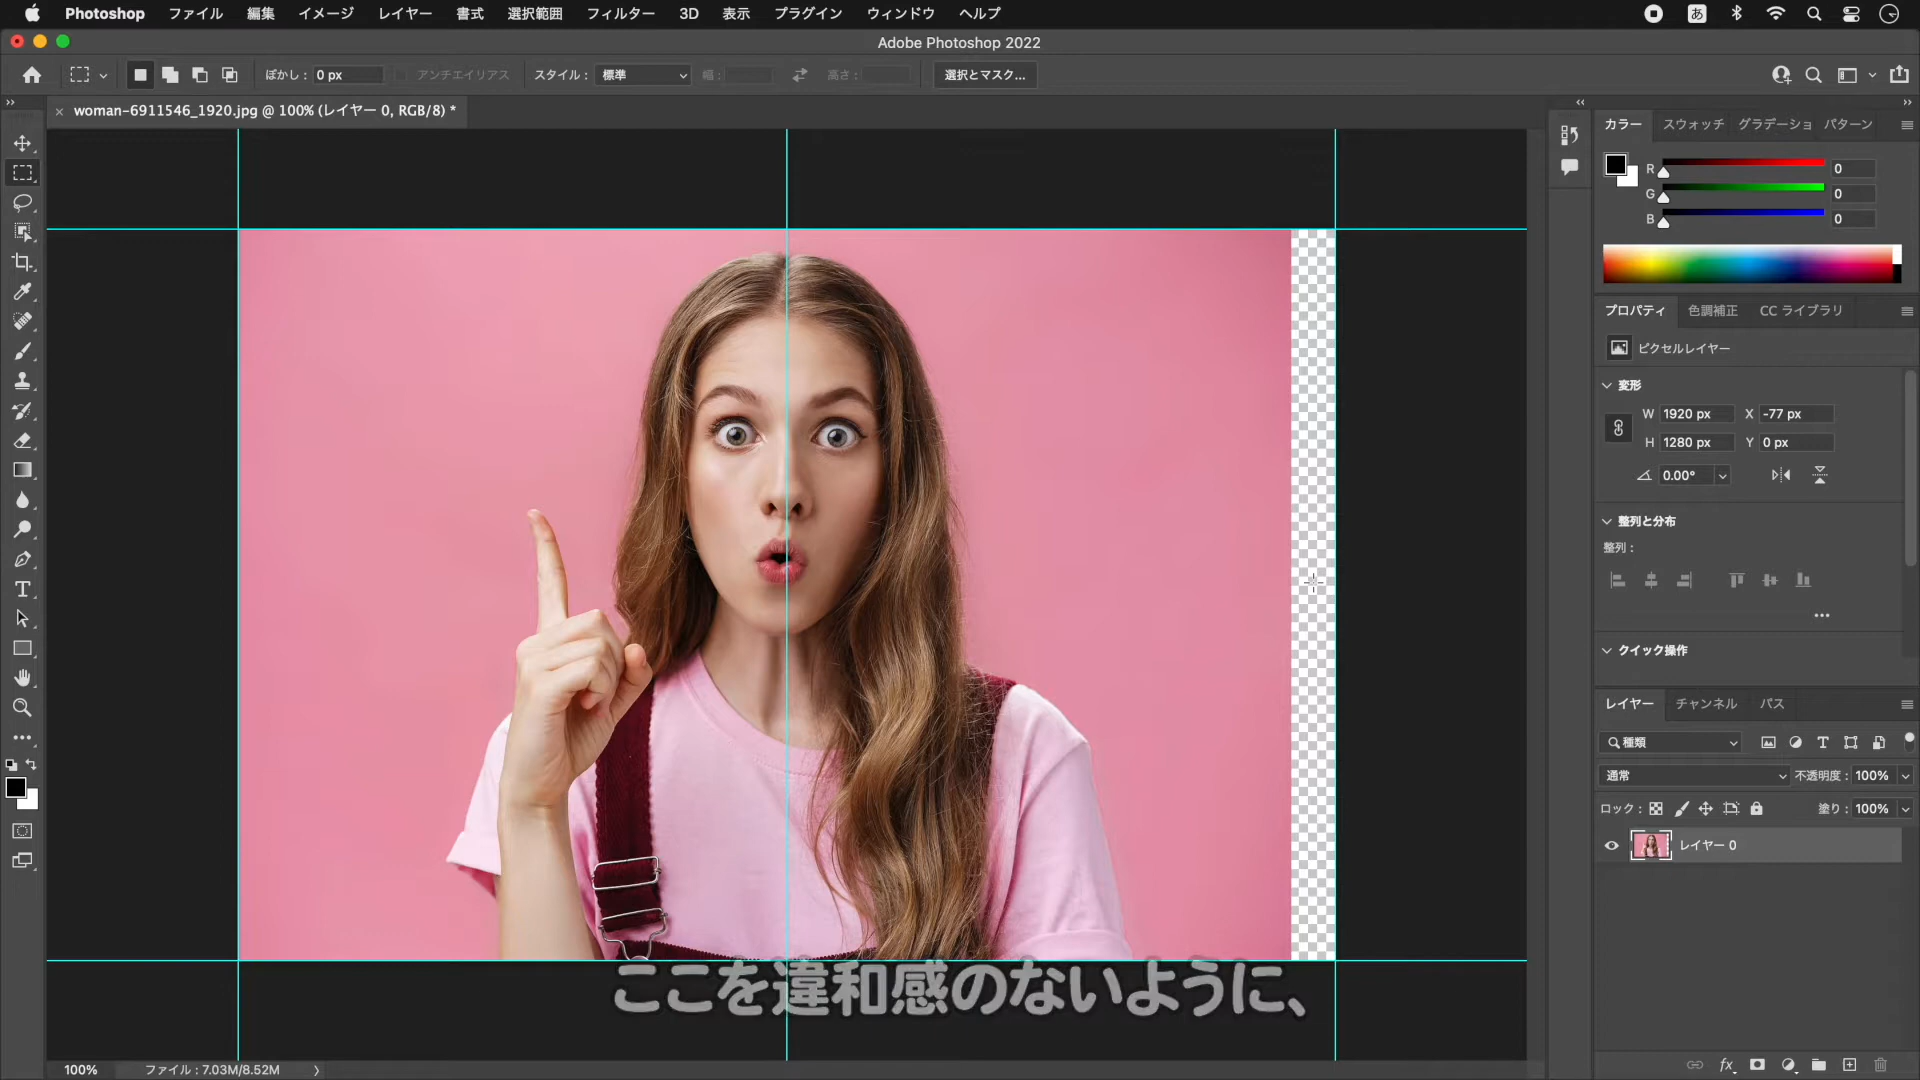 Photoshop ファイル 編集 イメージ レイヤー 書式 選択範囲 フィルター 3D 表示 プラグイン ウィンドウ ヘルプ あ
Adobe Photoshop 2022
ぼかし : 0 px アンチエイリアス スタイル : 標準 幅 : 高さ : 選択とマスク...
woman-6911546_1920.jpg @ 100% (レイヤー 0, RGB/8) *
カラー スウォッチ グラデーショ パターン
R 0
G 0
B 0
プロパティ 色調補正 CC ライブラリ
ピクセルレイヤー
変形
W 1920 px X -77 px
H 1280 px Y 0 px
0.00°
整列と分布
整列 :
クイック操作
レイヤー チャンネル パス
種類
通常 不透明度 : 100%
ロック : 塗り : 100%
レイヤー 0
ここを違和感のないように、
100% ファイル : 7.03M/8.52M
fx